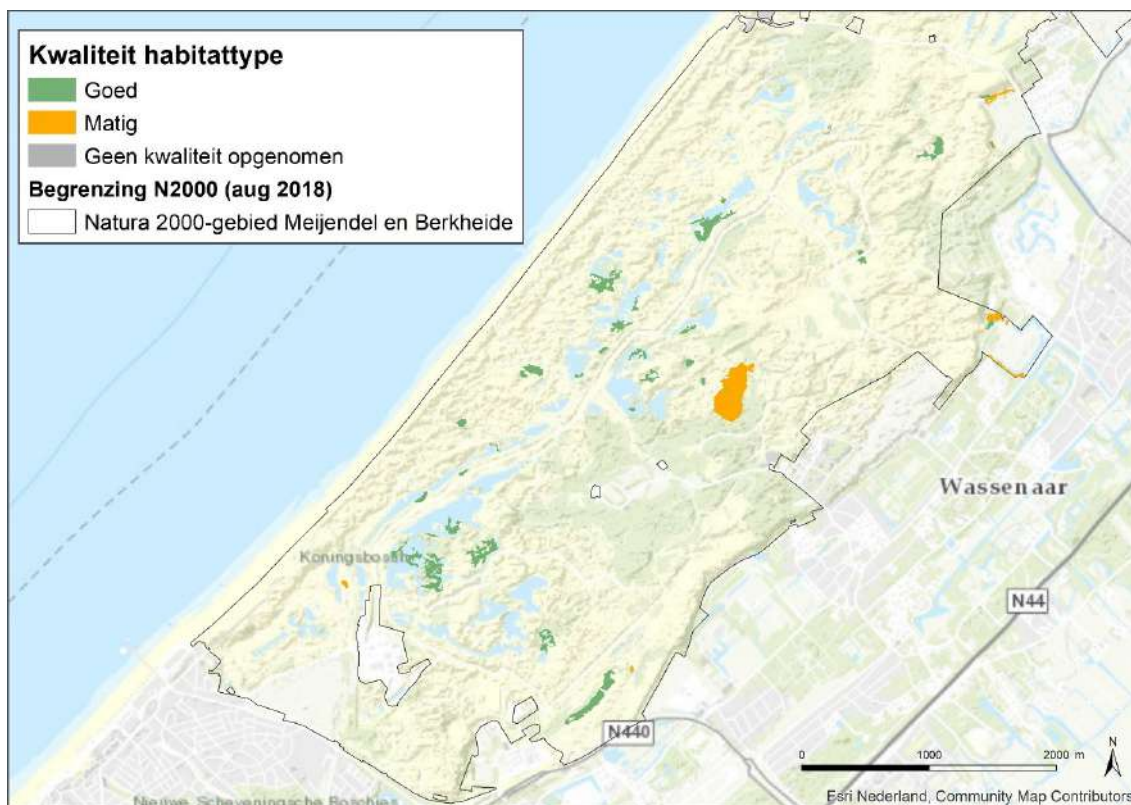 Kwaliteit habitattype
Goed
Matig
Geen kwaliteit opgenomen
Begrenzing N2000 (aug 2018)
Natura 2000-gebied Meijendel en Berkheide
Wassenaar
N44
N440
0 1000 2000 m
N
Esri Nederland, Community Map Contributors